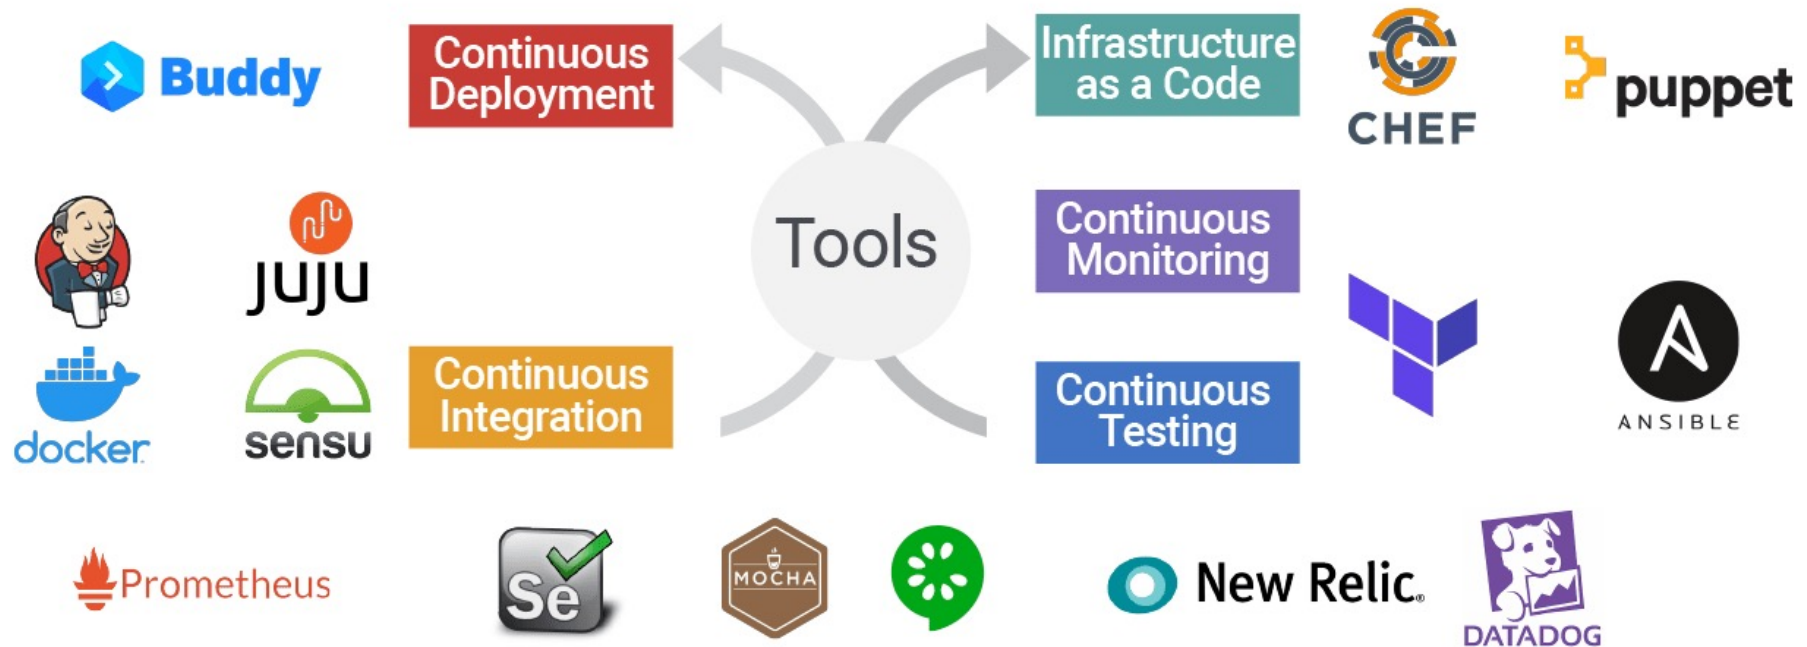 Buddy
Continuous
Deployment
Infrastructure
as a Code
CHEF
puppet
juju
Tools
Continuous
Monitoring
docker
sensu
Continuous
Integration
Continuous
Testing
ANSIBLE
Prometheus
Se
MOCHA
New Relic®
DATADOG